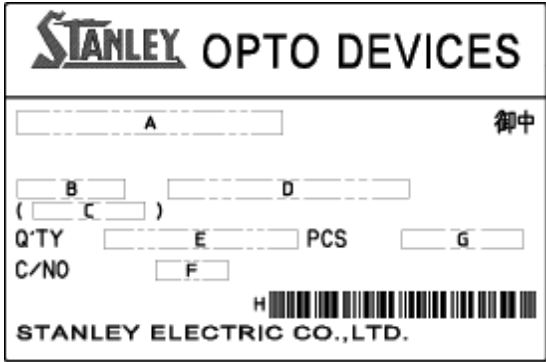 STANLEY OPTO DEVICES
A 御中
B D
( C )
Q'TY E PCS G
C/NO F
H
STANLEY ELECTRIC CO.,LTD.